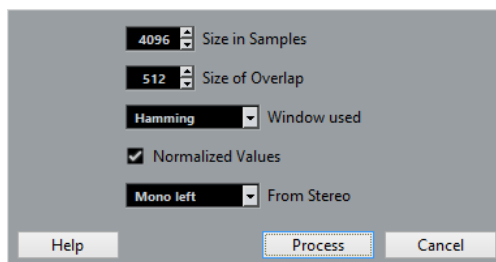 4096 Size in Samples
512 Size of Overlap
Hamming Window used
Normalized Values
Mono left From Stereo
Help Process Cancel